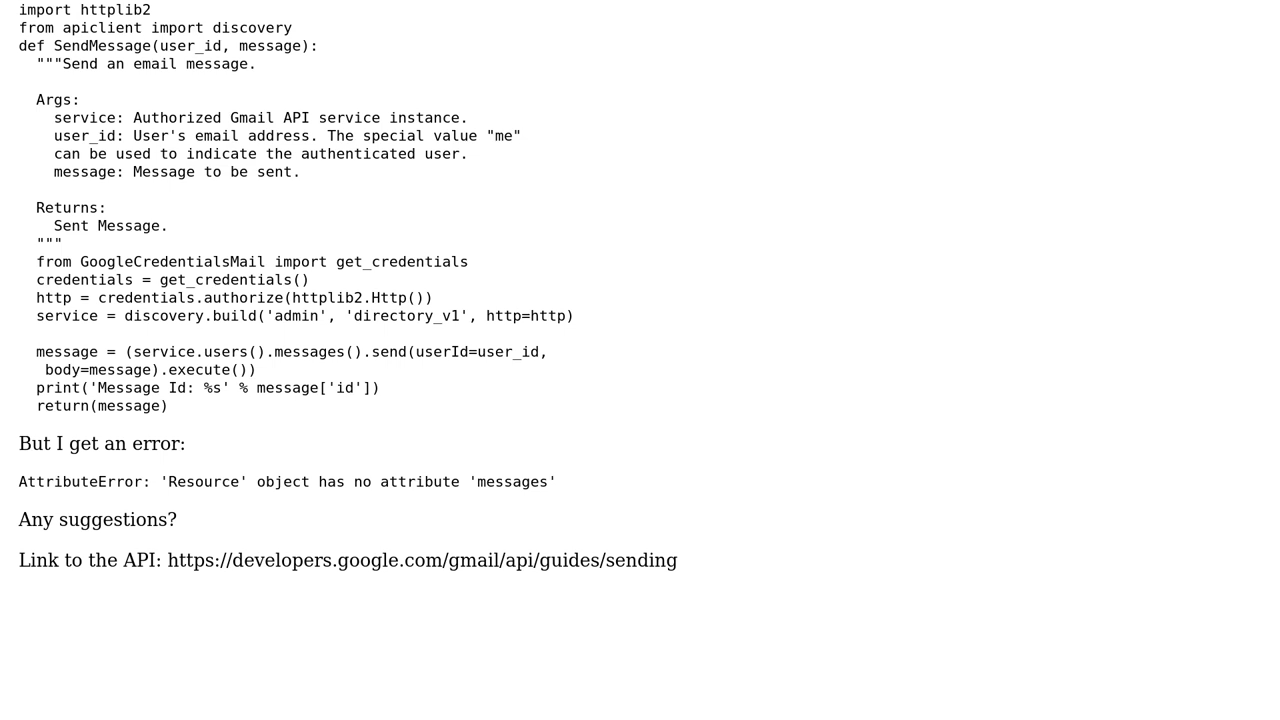 import httplib2
from apiclient import discovery
def SendMessage(user_id, message):
  """Send an email message.

  Args:
    service: Authorized Gmail API service instance.
    user_id: User's email address. The special value "me"
    can be used to indicate the authenticated user.
    message: Message to be sent.

  Returns:
    Sent Message.
  """
  from GoogleCredentialsMail import get_credentials
  credentials = get_credentials()
  http = credentials.authorize(httplib2.Http())
  service = discovery.build('admin', 'directory_v1', http=http)

  message = (service.users().messages().send(userId=user_id,
   body=message).execute())
  print('Message Id: %s' % message['id'])
  return(message)
But I get an error:
AttributeError: 'Resource' object has no attribute 'messages'
Any suggestions?
Link to the API: https://developers.google.com/gmail/api/guides/sending